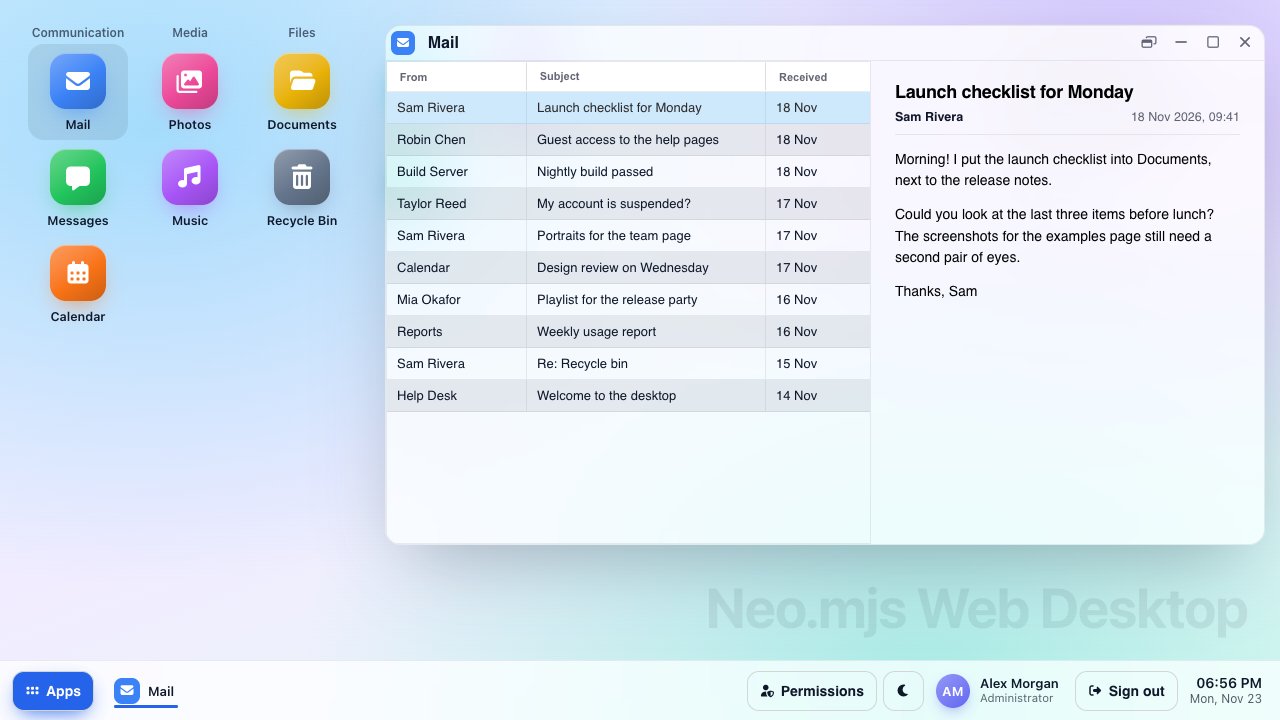 Communication Media Files
Mail Photos Documents
Messages Music Recycle Bin
Calendar
Mail
From Subject Received
Sam Rivera Launch checklist for Monday 18 Nov
Robin Chen Guest access to the help pages 18 Nov
Build Server Nightly build passed 18 Nov
Taylor Reed My account is suspended? 17 Nov
Sam Rivera Portraits for the team page 17 Nov
Calendar Design review on Wednesday 17 Nov
Mia Okafor Playlist for the release party 16 Nov
Reports Weekly usage report 16 Nov
Sam Rivera Re: Recycle bin 15 Nov
Help Desk Welcome to the desktop 14 Nov
Launch checklist for Monday
Sam Rivera 18 Nov 2026, 09:41
Morning! I put the launch checklist into Documents,
next to the release notes.
Could you look at the last three items before lunch?
The screenshots for the examples page still need a
second pair of eyes.
Thanks, Sam
Neo.mjs Web Desktop
Apps Mail Permissions AM Alex Morgan Sign out 06:56 PM
Administrator Mon, Nov 23